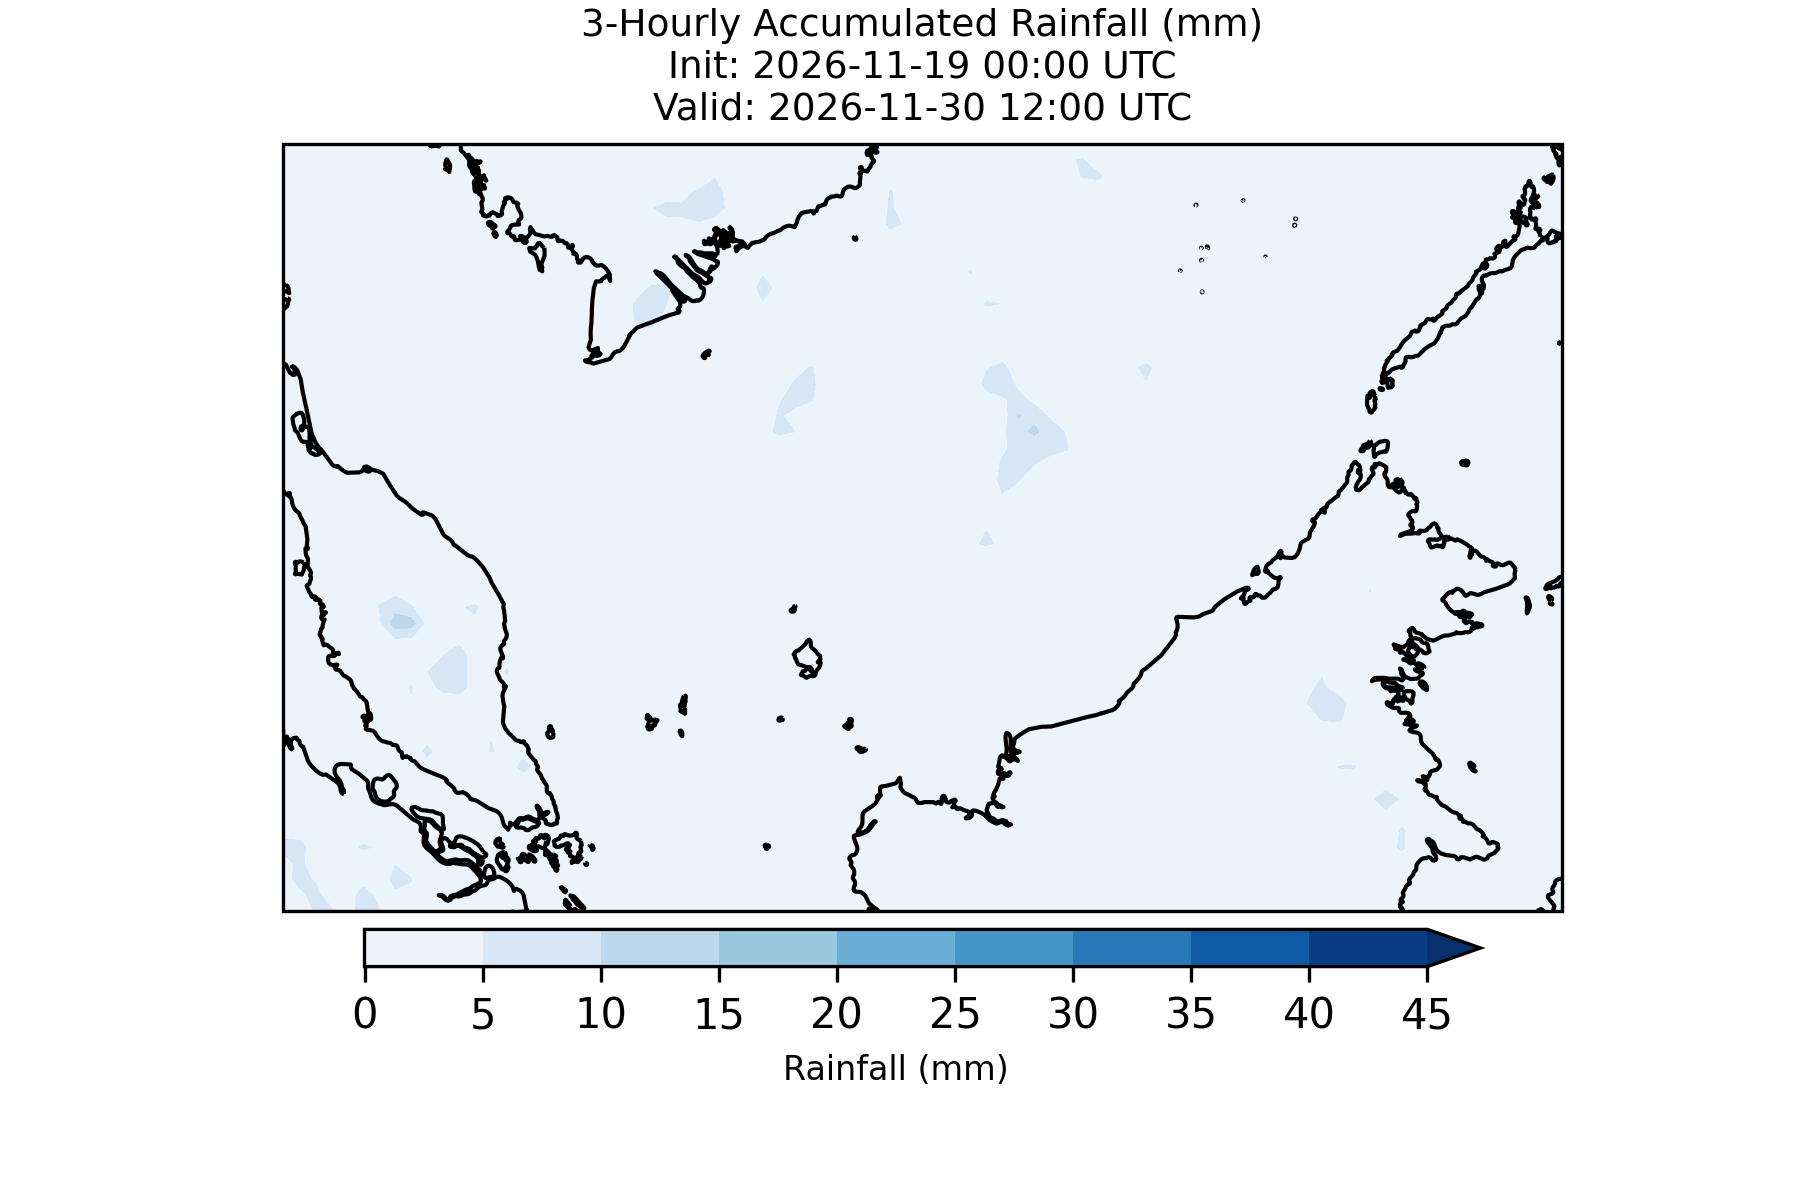 3-Hourly Accumulated Rainfall (mm)
Init: 2026-11-19 00:00 UTC
Valid: 2026-11-30 12:00 UTC
0 5 10 15 20 25 30 35 40 45
Rainfall (mm)